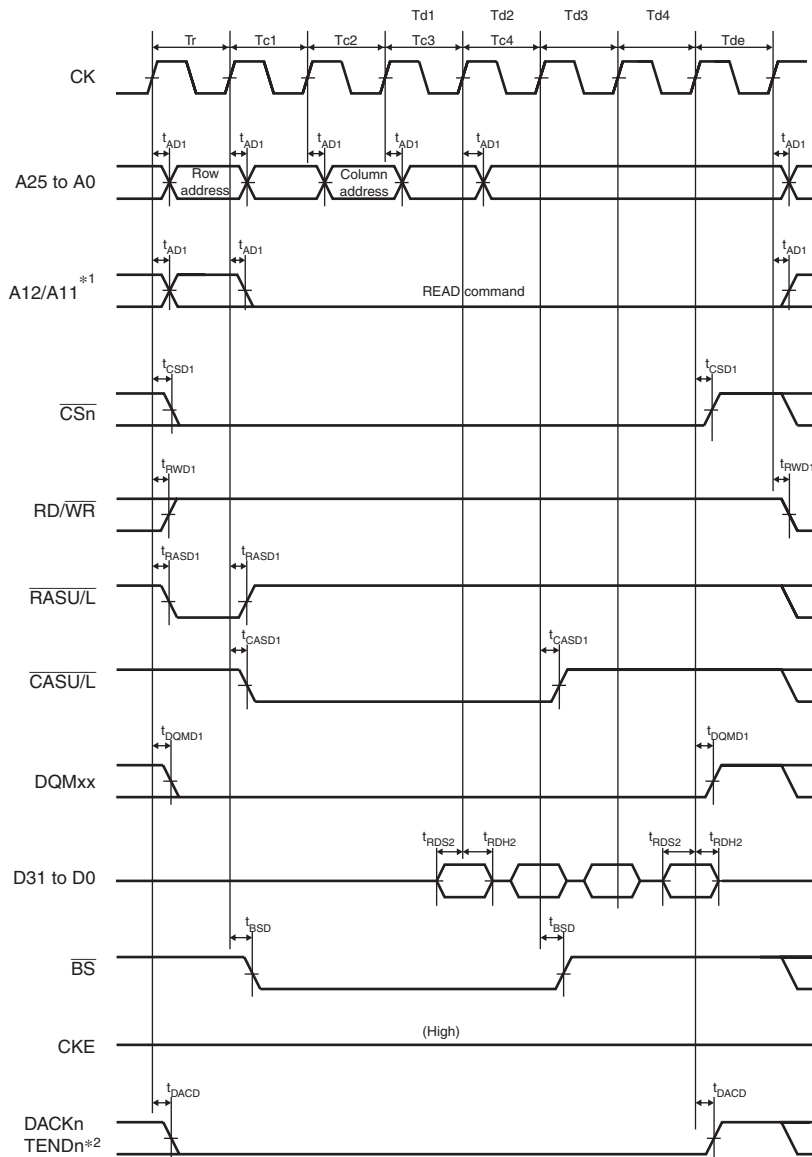 Td1 Td2 Td3 Td4
Tr Tc1 Tc2 Tc3 Tc4 Tde
CK
tAD1 tAD1 tAD1 tAD1 tAD1 tAD1
A25 to A0 Row address Column address
tAD1 tAD1 tAD1
A12/A11*1 READ command
tCSD1 tCSD1
CSn
tRWD1 tRWD1
RD/WR
tRASD1 tRASD1
RASU/L
tCASD1 tCASD1
CASU/L
tDQMD1 tDQMD1
DQMxx
tRDS2 tRDH2 tRDS2 tRDH2
D31 to D0
tBSD tBSD
BS
(High)
CKE
tDACD tDACD
DACKn
TENDn*2